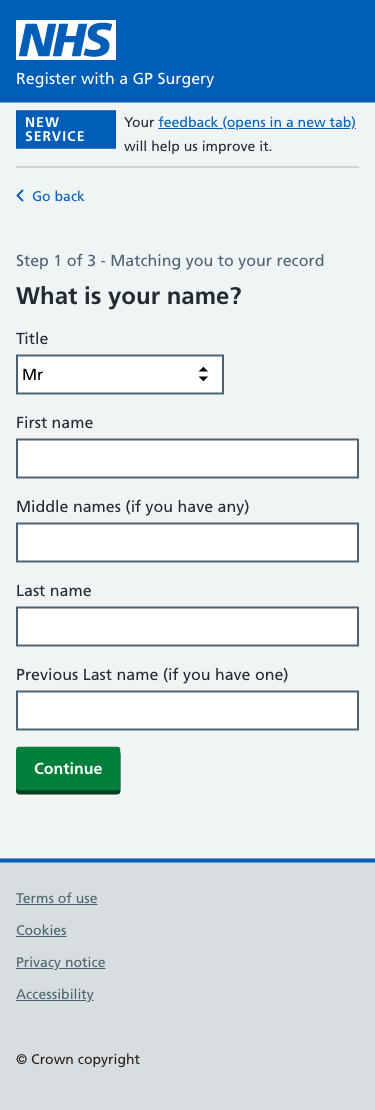 NHS
Register with a GP Surgery
NEW
SERVICE
Your feedback (opens in a new tab)
will help us improve it.
Go back
Step 1 of 3 - Matching you to your record
What is your name?
Title
Mr
First name
Middle names (if you have any)
Last name
Previous Last name (if you have one)
Continue
Terms of use
Cookies
Privacy notice
Accessibility
© Crown copyright